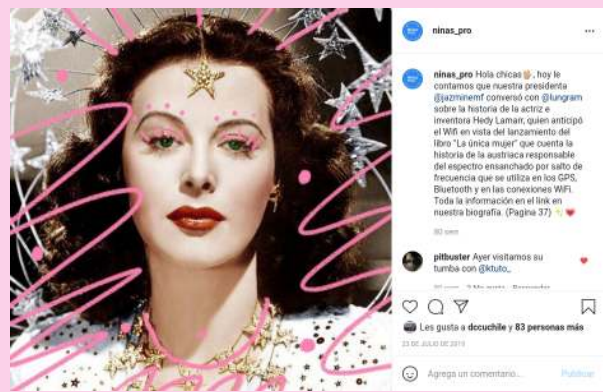 ninas_pro
ninas_pro Hola chicas🖐️, hoy le
contamos que nuestra presidenta
@jazminemf conversó con @lungram
sobre la historia de la actriz e
inventora Hedy Lamarr, quien anticipó
el Wifi en vista del lanzamiento del
libro "La única mujer" que cuenta la
historia de la austriaca responsable
del espectro ensanchado por salto de
frecuencia que se utiliza en los GPS,
Bluetooth y en las conexiones WiFi.
Toda la información en el link en
nuestra biografía. (Pagina 37) ✨❤️
80 sem
pitbuster Ayer visitamos su
tumba con @ktuto_
Les gusta a dccuchile y 83 personas más
23 DE JULIO DE 2019
Agrega un comentario...
Publicar